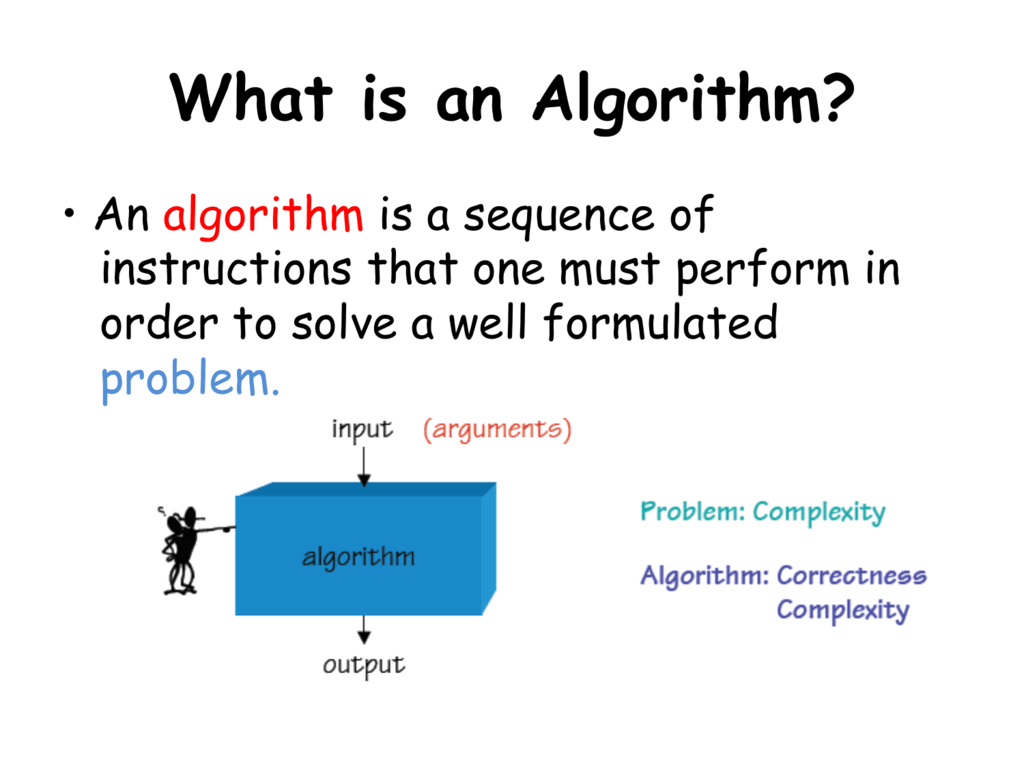 What is an Algorithm?
• An algorithm is a sequence of
instructions that one must perform in
order to solve a well formulated
problem.
input (arguments)
algorithm
output
Problem: Complexity
Algorithm: Correctness
Complexity